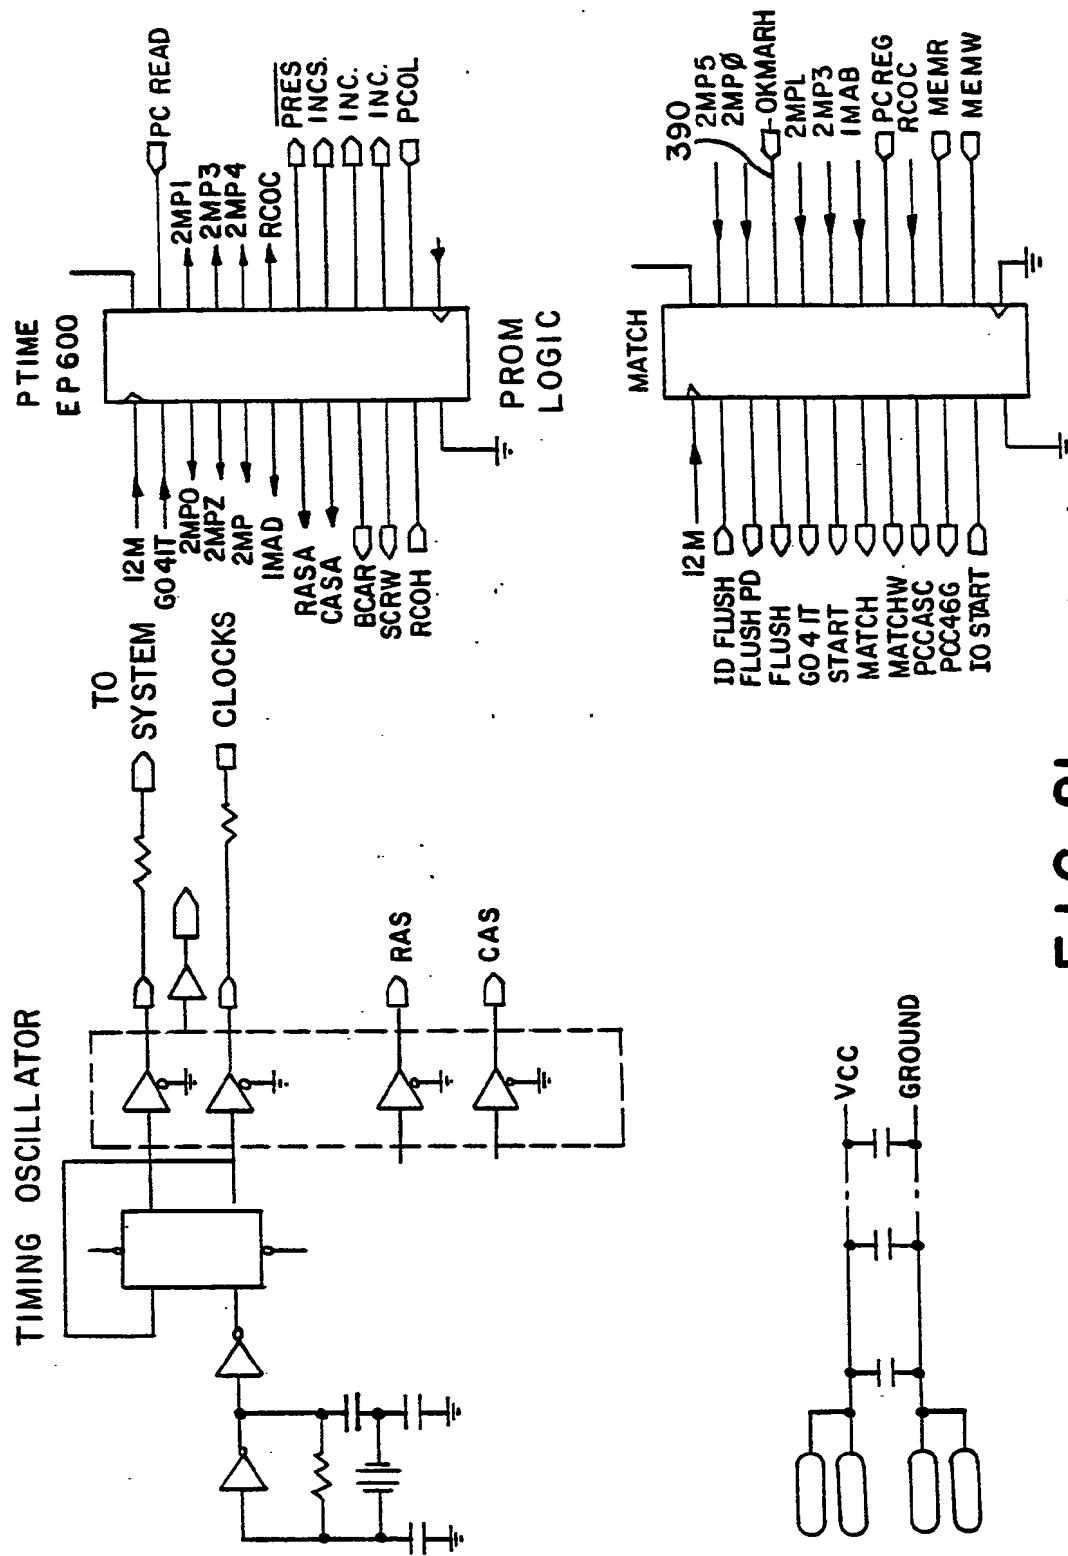 TIMING OSCILLATOR
TO
SYSTEM
CLOCKS
RAS
CAS
VCC
GROUND
PTIME
EP600
12M
GO4IT
2MPO
2MPZ
2MP
IMAD
RASA
CASA
BCAR
SCRW
RCOH
PC READ
2MP1
2MP3
2MP4
RCOC
PRES
INCS.
INC.
INC.
PCOL
PROM
LOGIC
MATCH
12M
ID FLUSH
FLUSH PD
FLUSH
GO 4 IT
START
MATCH
MATCHW
PCCASC
PCC46G
IO START
390
2MP5
2MPØ
OKMARH
2MPL
2MP3
IMAB
PC REG
RCOC
MEMR
MEMW